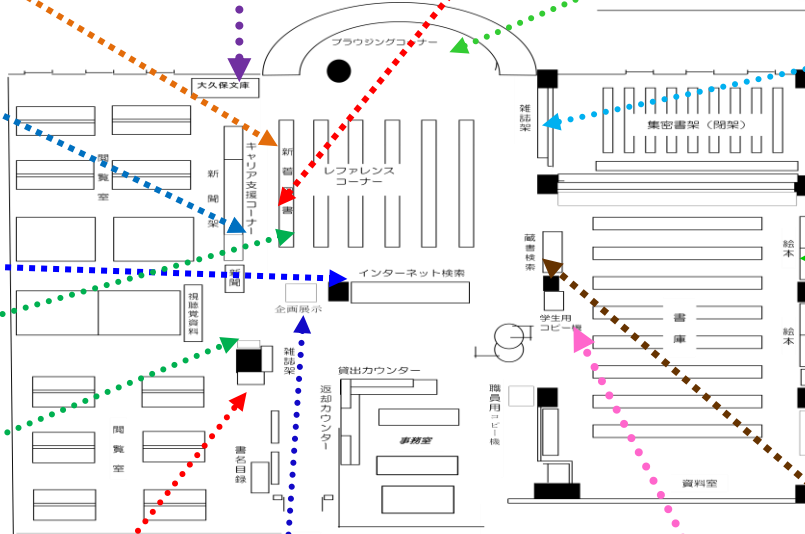 ブラウジングコーナー
大久保文庫
雑誌架
集密書架（閉架）
閲覧室
新聞架
キャリア支援コーナー
新着図書
レファレンス
コーナー
蔵書検索
絵本
新聞
インターネット検索
企画展示
視聴覚資料
学生用
コピー機
書庫
絵本
雑誌架
貸出カウンター
返却カウンター
職員用コピー機
事務室
閲覧室
書名目録
資料室